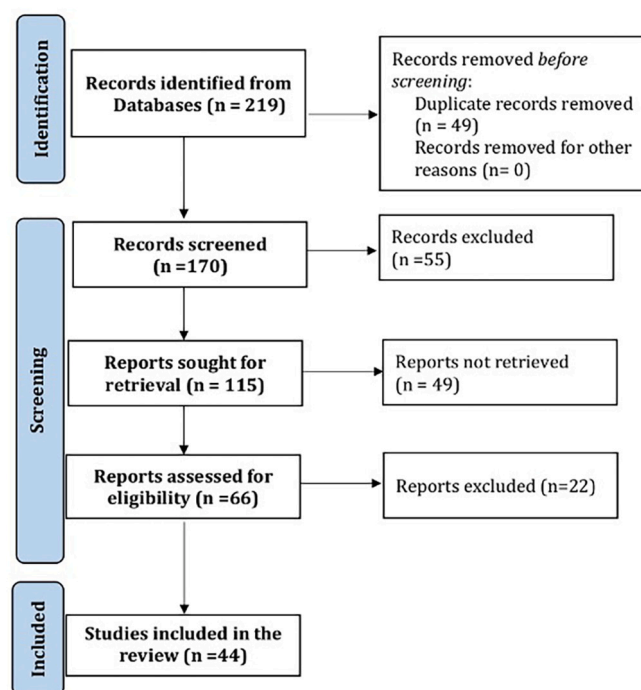 Identification
Records identified from
Databases (n = 219)
Records removed before
screening:
Duplicate records removed
(n = 49)
Records removed for other
reasons (n= 0)
Screening
Records screened
(n =170)
Records excluded
(n =55)
Reports sought for
retrieval (n = 115)
Reports not retrieved
(n = 49)
Reports assessed for
eligibility (n =66)
Reports excluded (n=22)
Included
Studies included in the
review (n =44)